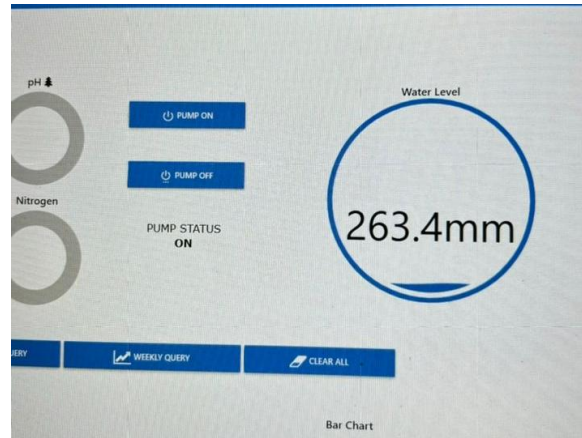 pH
Water Level
PUMP ON
PUMP OFF
Nitrogen
PUMP STATUS
ON
263.4mm
WEEKLY QUERY
CLEAR ALL
Bar Chart